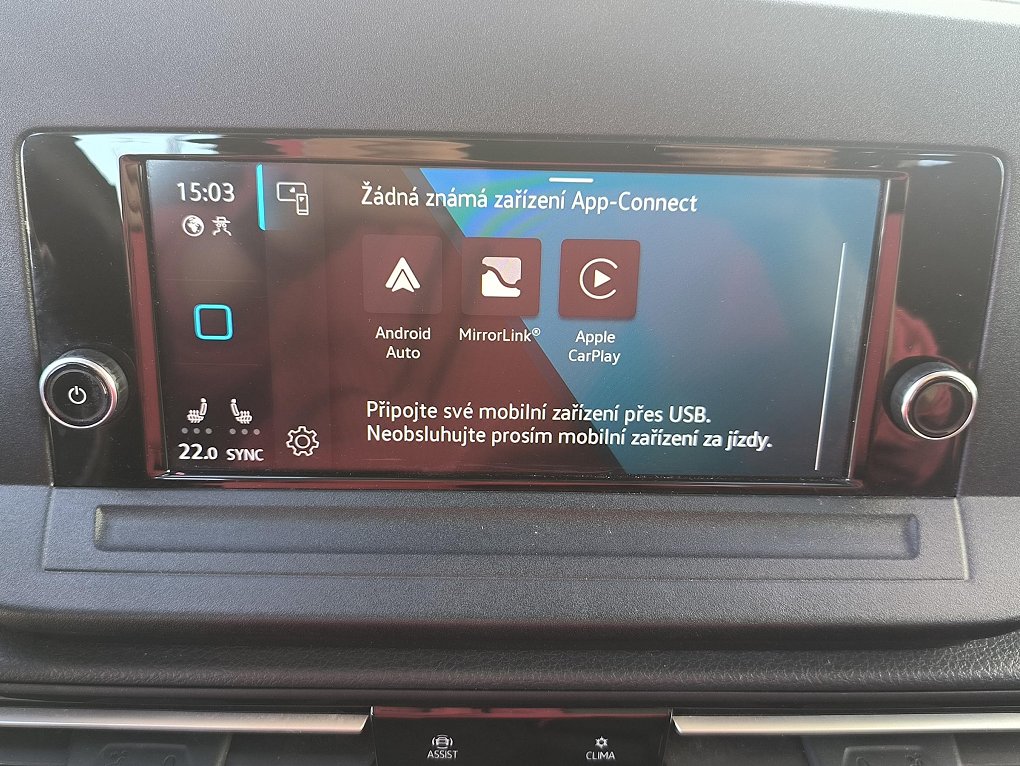 15:03
Žádná známá zařízení App-Connect
Android
Auto
MirrorLink®
Apple
CarPlay
Připojte své mobilní zařízení přes USB.
Neobsluhujte prosím mobilní zařízení za jízdy.
22.0 SYNC
ASSIST
CLIMA